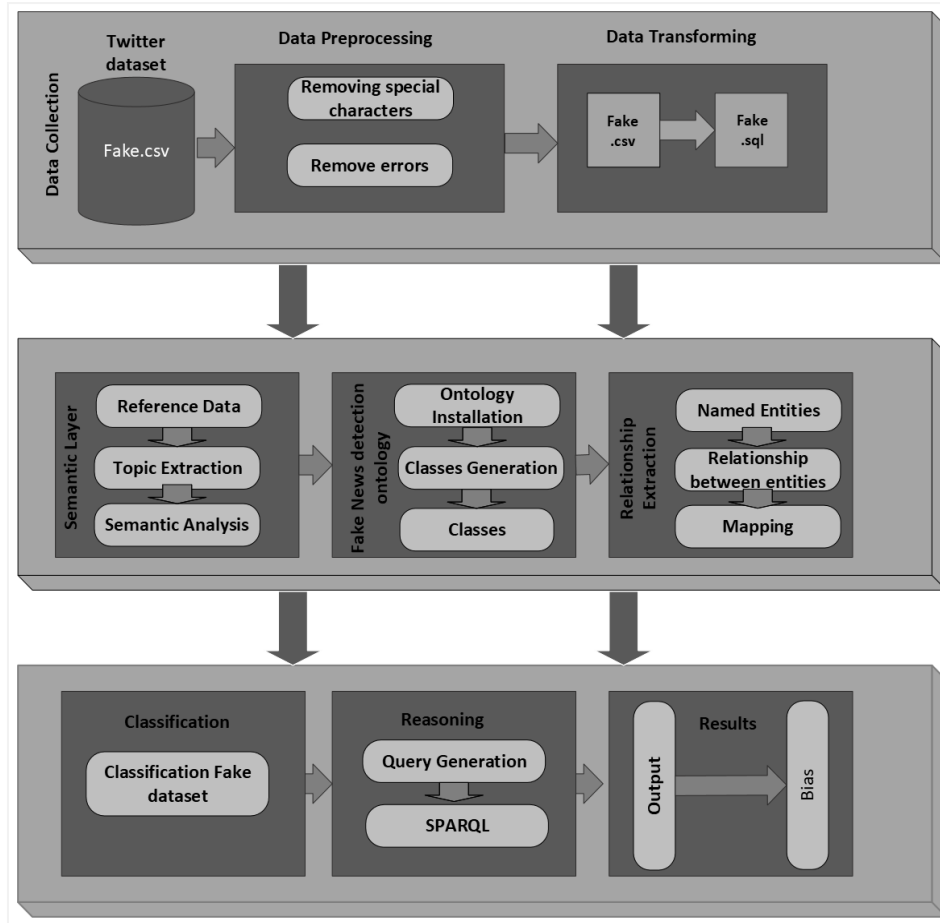 Data Collection
Twitter
dataset
Fake.csv
Data Preprocessing
Removing special
characters
Remove errors
Data Transforming
Fake
.csv
Fake
.sql
Semantic Layer
Reference Data
Topic Extraction
Semantic Analysis
Fake News detection
ontology
Ontology
Installation
Classes Generation
Classes
Relationship
Extraction
Named Entities
Relationship
between entities
Mapping
Classification
Classification Fake
dataset
Reasoning
Query Generation
SPARQL
Results
Output
Bias